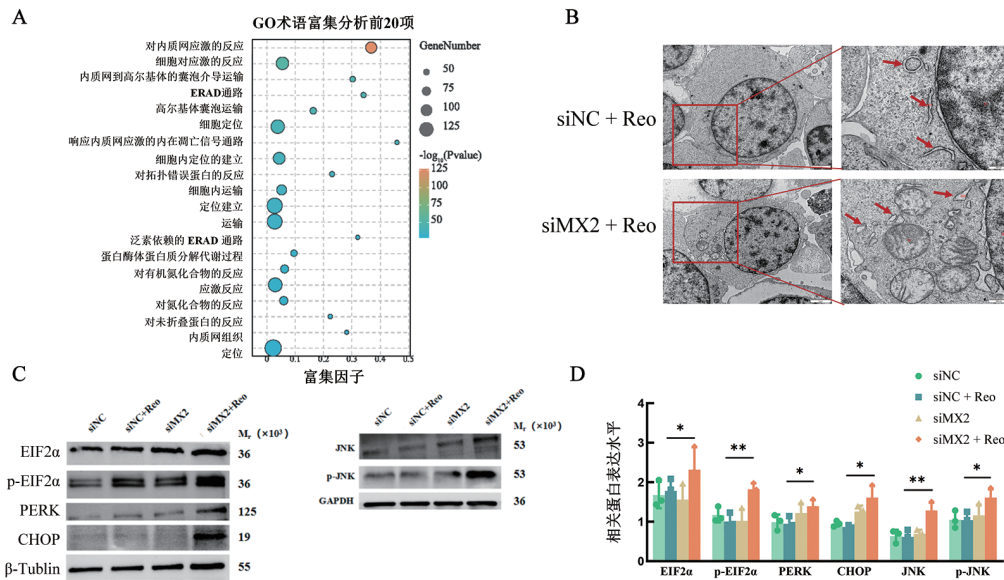 A
GO术语富集分析前20项
对内质网应激的反应
细胞对应激的反应
内质网到高尔基体的囊泡介导运输
ERAD通路
高尔基体囊泡运输
细胞定位
响应内质网应激的内在凋亡信号通路
细胞内定位的建立
对拓扑错误蛋白的反应
细胞内运输
定位建立
运输
泛素依赖的 ERAD 通路
蛋白酶体蛋白质分解代谢过程
对有机氮化合物的反应
应激反应
对氮化合物的反应
对未折叠蛋白的反应
内质网组织
定位
0 0.1 0.2 0.3 0.4 0.5
富集因子
GeneNumber
50
75
100
125
-log₁₀(Pvalue)
125
100
75
50
B
siNC + Reo
siMX2 + Reo
C
siNC siNC+Reo siMX2 siMX2+Reo
Mr (×10³)
EIF2α 36
p-EIF2α 36
PERK 125
CHOP 19
β-Tublin 55
siNC siNC+Reo siMX2 siMX2+Reo
Mr (×10³)
JNK 53
p-JNK 53
GAPDH 36
D
siNC
siNC + Reo
siMX2
siMX2 + Reo
相关蛋白表达水平
4
3
2
1
0
* ** * * ** *
EIF2α p-EIF2α PERK CHOP JNK p-JNK